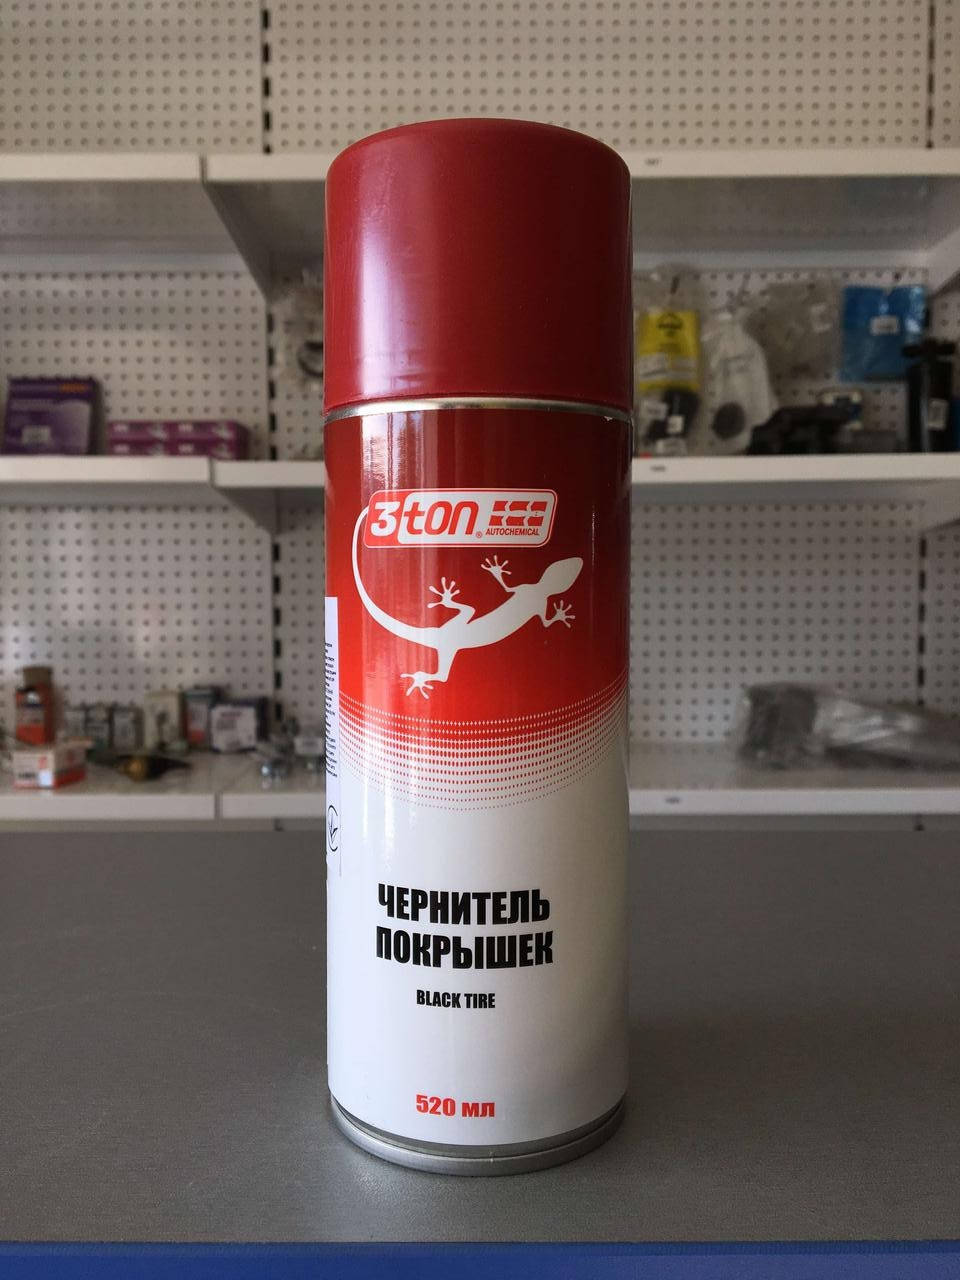 3ton®
AUTOCHEMICAL
ЧЕРНИТЕЛЬ
ПОКРЫШЕК
BLACK TIRE
520 мл